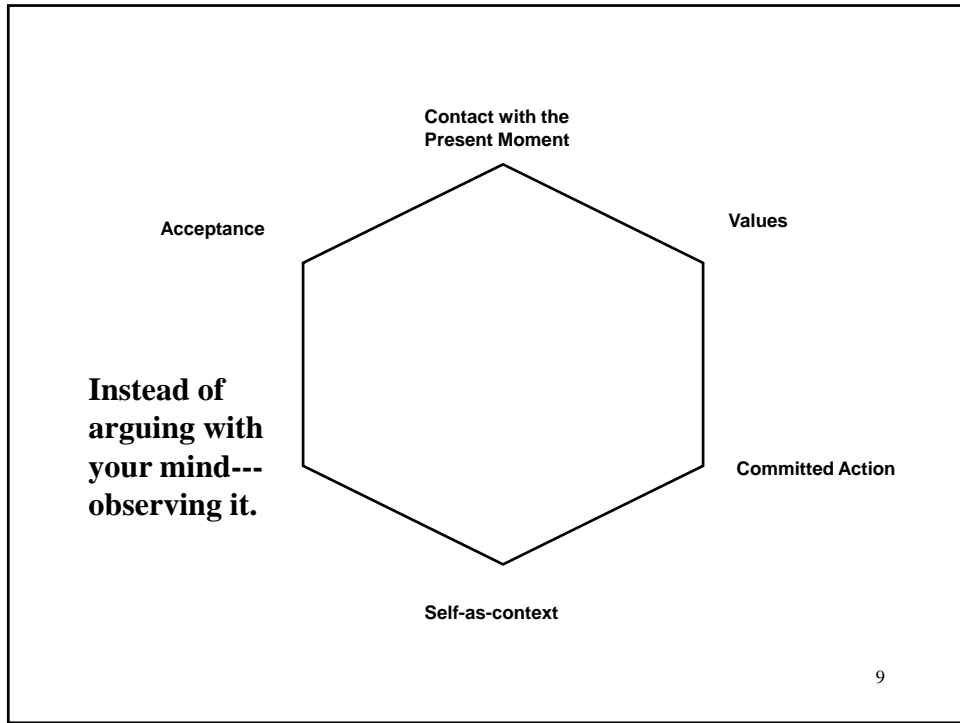 Contact with the
Present Moment
Acceptance
Values
Instead of
arguing with
your mind---
observing it.
Committed Action
Self-as-context
9